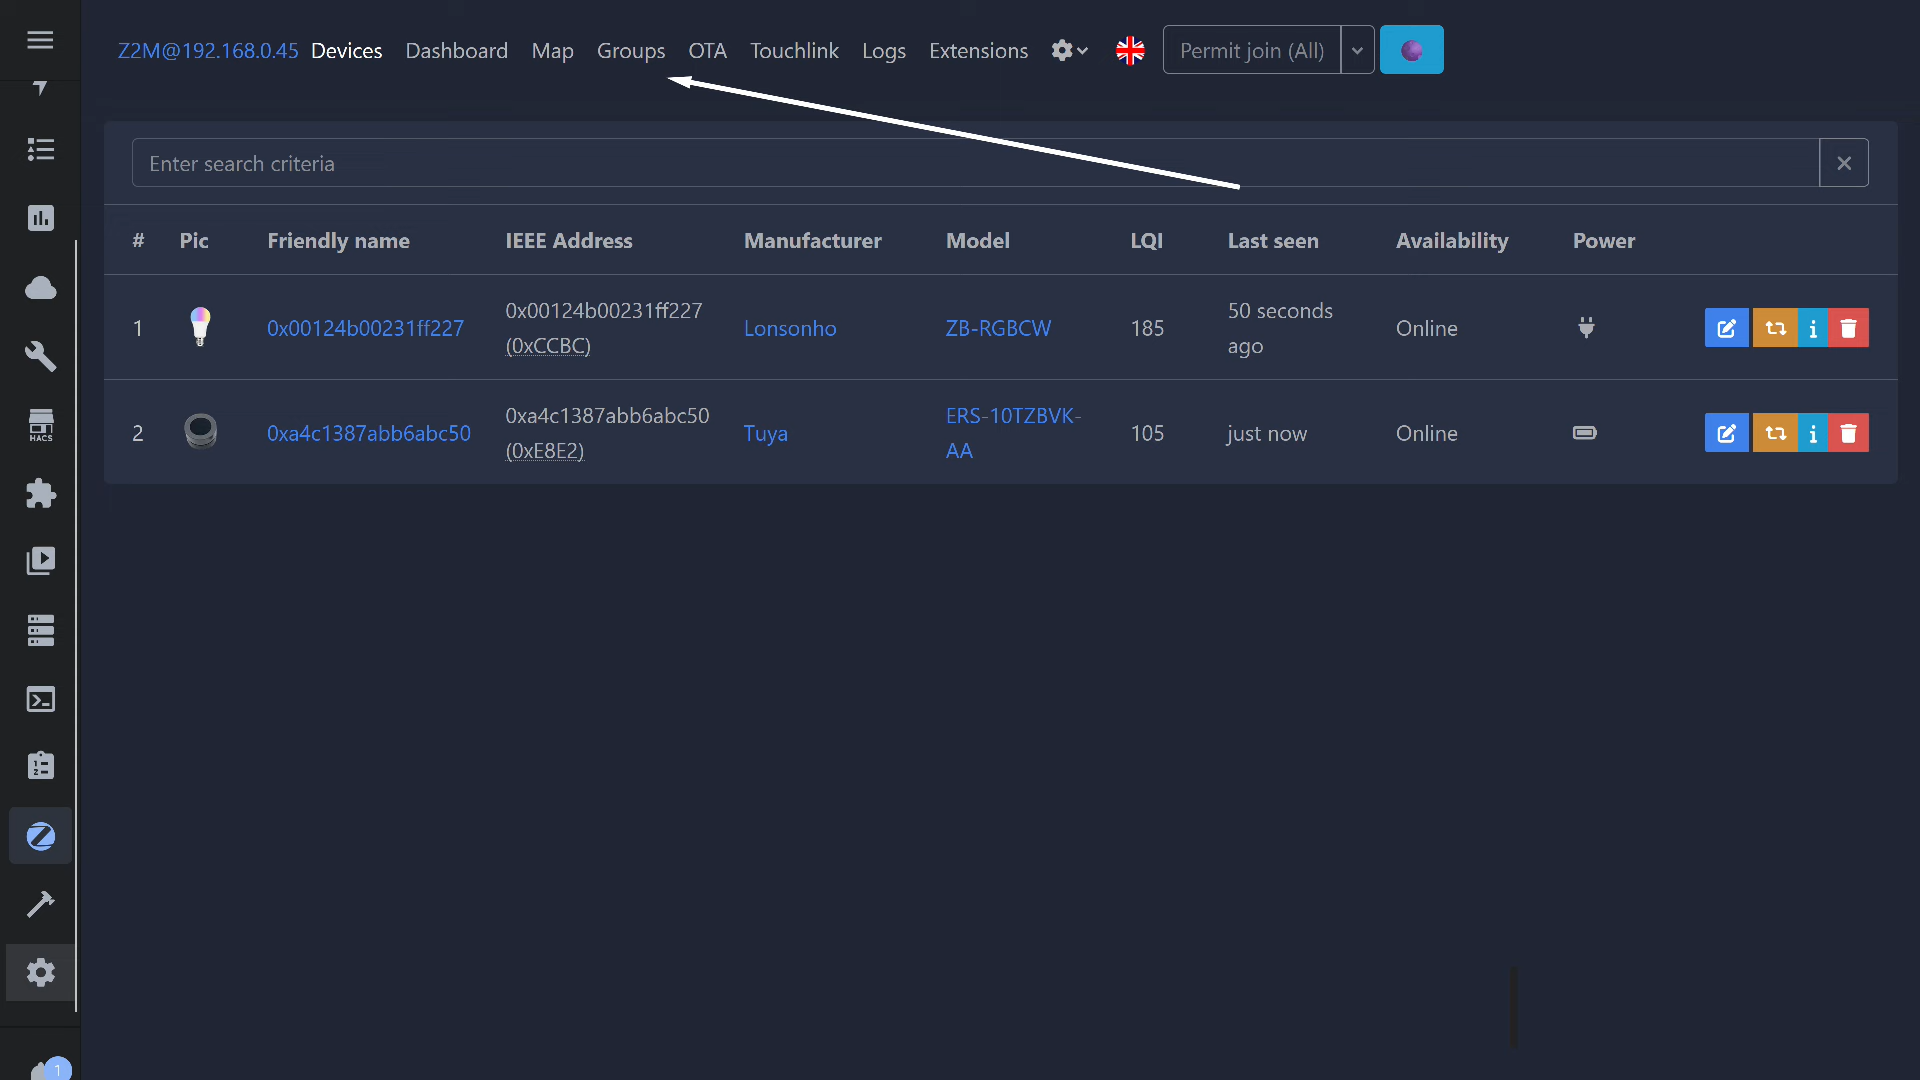 Z2M@192.168.0.45 Devices Dashboard Map Groups OTA Touchlink Logs Extensions Permit join (All)
Enter search criteria
# Pic Friendly name IEEE Address Manufacturer Model LQI Last seen Availability Power
1 0x00124b00231ff227 0x00124b00231ff227 (0xCCBC) Lonsonho ZB-RGBCW 185 50 seconds ago Online
2 0xa4c1387abb6abc50 0xa4c1387abb6abc50 (0xE8E2) Tuya ERS-10TZBVK-AA 105 just now Online
HACS
1